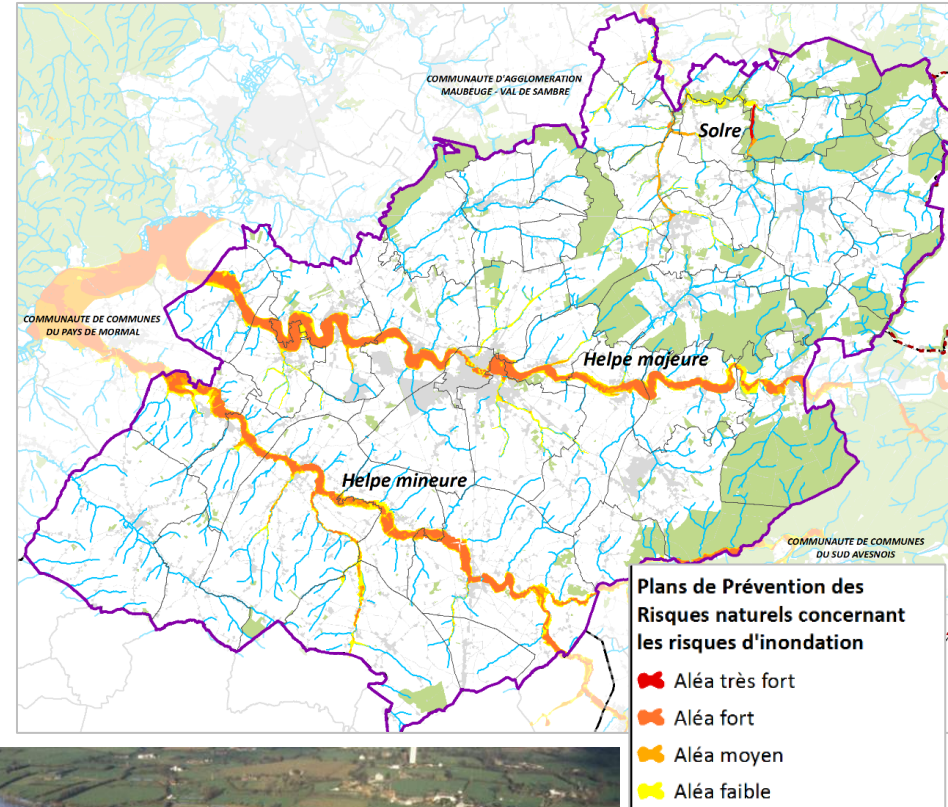 COMMUNAUTE D'AGGLOMERATION
MAUBEUGE - VAL DE SAMBRE
Solre
COMMUNAUTE DE COMMUNES
DU PAYS DE MORMAL
Helpe majeure
Helpe mineure
COMMUNAUTE DE COMMUNES
DU SUD AVESNOIS
Plans de Prévention des
Risques naturels concernant
les risques d'inondation
Aléa très fort
Aléa fort
Aléa moyen
Aléa faible